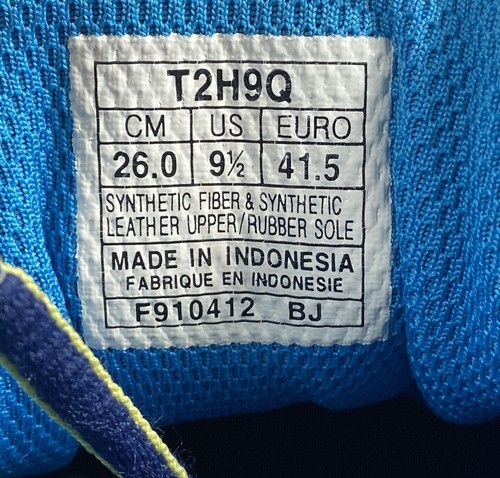 T2H9Q
CM US EURO
26.0 9½ 41.5
SYNTHETIC FIBER & SYNTHETIC
LEATHER UPPER/RUBBER SOLE
MADE IN INDONESIA
FABRIQUE EN INDONESIE
F910412 BJ